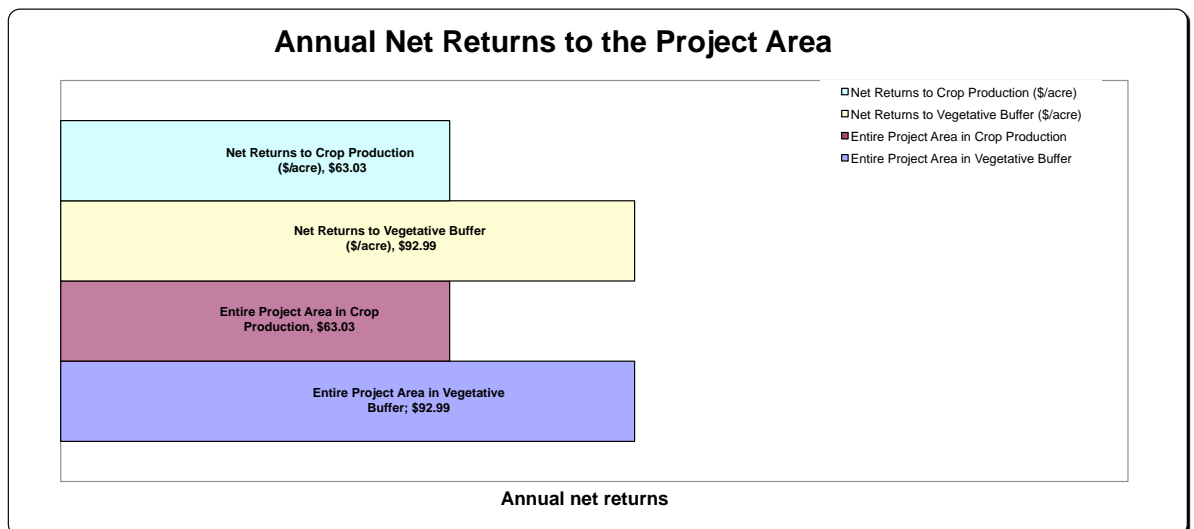 Annual Net Returns to the Project Area
Net Returns to Crop Production ($/acre)
Net Returns to Vegetative Buffer ($/acre)
Entire Project Area in Crop Production
Entire Project Area in Vegetative Buffer
Net Returns to Crop Production
($/acre), $63.03
Net Returns to Vegetative Buffer
($/acre), $92.99
Entire Project Area in Crop
Production, $63.03
Entire Project Area in Vegetative
Buffer; $92.99
Annual net returns